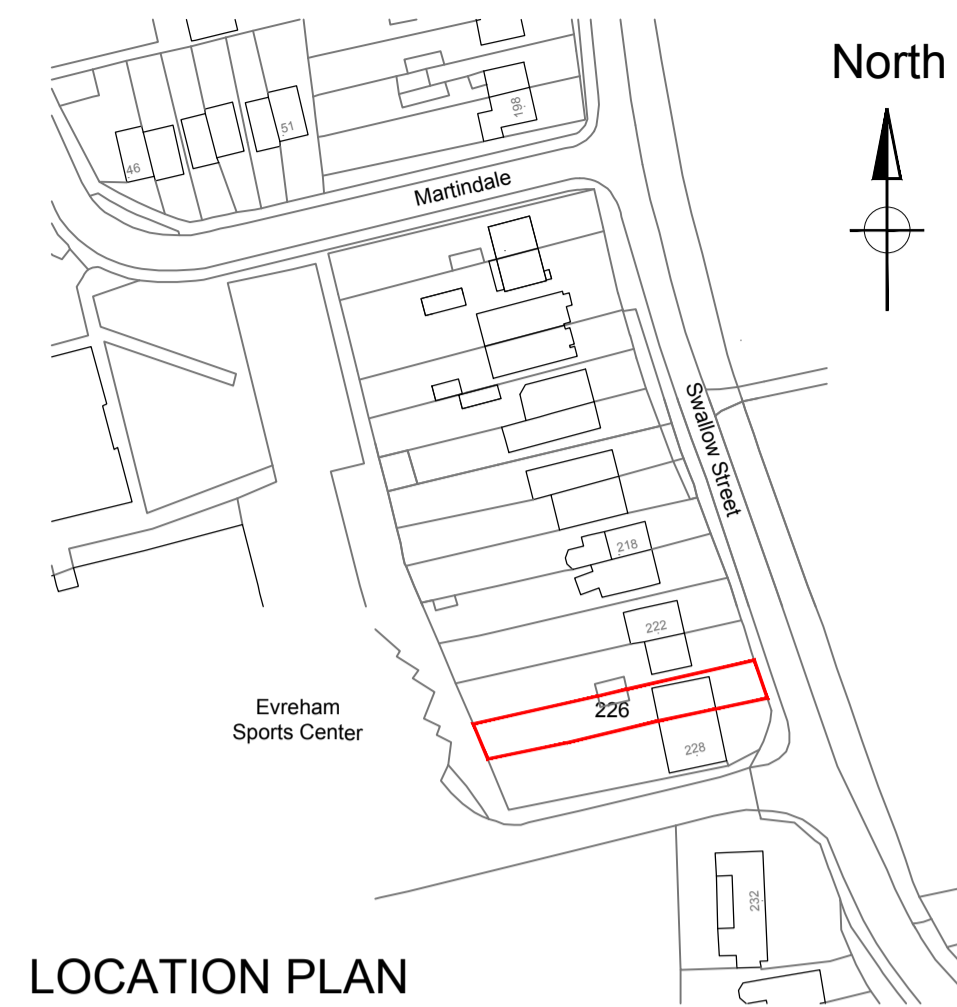 North
198
51
46
Martindale
Swallow Street
218
222
226
Evreham
Sports Center
228
232
LOCATION PLAN